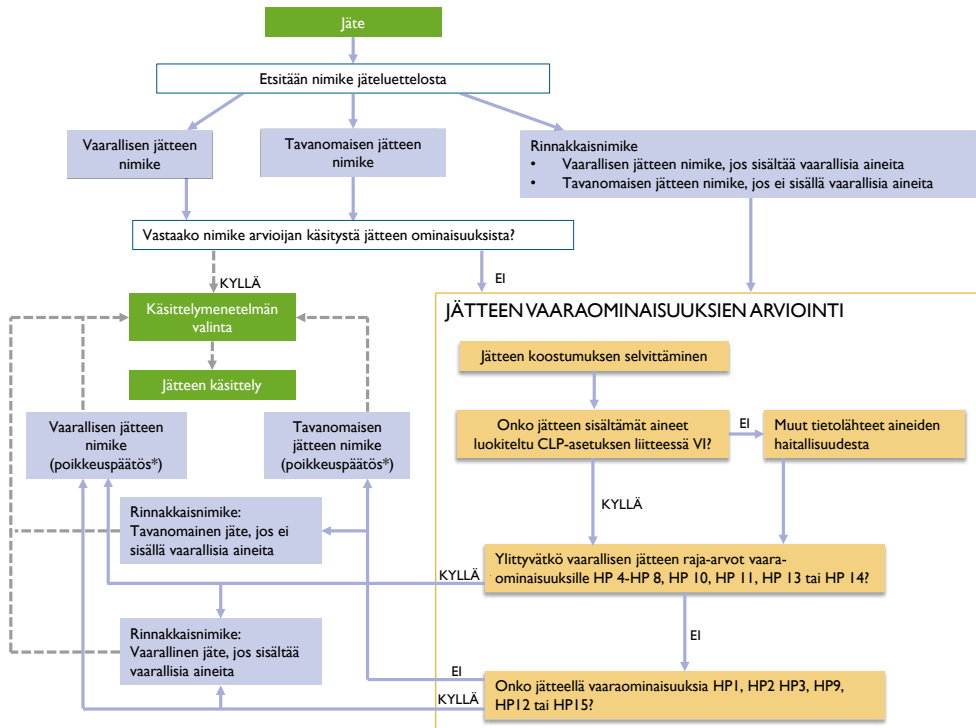 Jäte
Etsitään nimike jäteluettelosta
Vaarallisen jätteen
nimike
Tavanomaisen jätteen
nimike
Rinnakkaisnimike
• Vaarallisen jätteen nimike, jos sisältää vaarallisia aineita
• Tavanomaisen jätteen nimike, jos ei sisällä vaarallisia aineita
Vastaako nimike arvioijan käsitystä jätteen ominaisuuksista?
KYLLÄ
EI
Käsittelymenetelmän
valinta
Jätteen käsittely
JÄTTEEN VAARAOMINAISUUKSIEN ARVIOINTI
Jätteen koostumuksen selvittäminen
Onko jätteen sisältämät aineet
luokiteltu CLP-asetuksen liitteessä VI?
EI
Muut tietolähteet aineiden
haitallisuudesta
KYLLÄ
Vaarallisen jätteen
nimike
(poikkeuspäätös*)
Tavanomaisen
jätteen nimike
(poikkeuspäätös*)
Rinnakkaisnimike:
Tavanomainen jäte, jos ei
sisällä vaarallisia aineita
KYLLÄ
Ylittyvätkö vaarallisen jätteen raja-arvot vaara-
ominaisuuksille HP 4-HP 8, HP 10, HP 11, HP 13 tai HP 14?
EI
Rinnakkaisnimike:
Vaarallinen jäte, jos sisältää
vaarallisia aineita
EI
KYLLÄ
Onko jätteellä vaaraominaisuuksia HP1, HP2 HP3, HP9,
HP12 tai HP15?